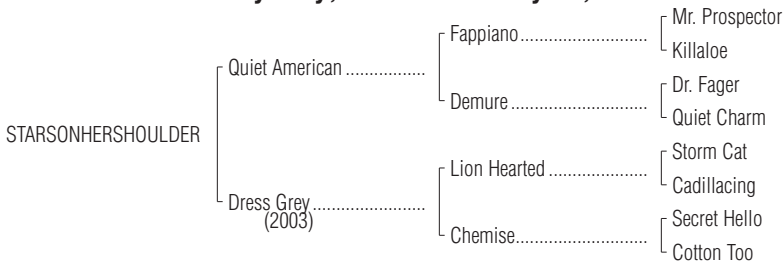 Mr. Prospector
Fappiano
Killaloe
Quiet American
Dr. Fager
Demure
Quiet Charm
STARSONHERSHOULDER
Storm Cat
Lion Hearted
Cadillacing
Dress Grey
(2003)
Secret Hello
Chemise
Cotton Too